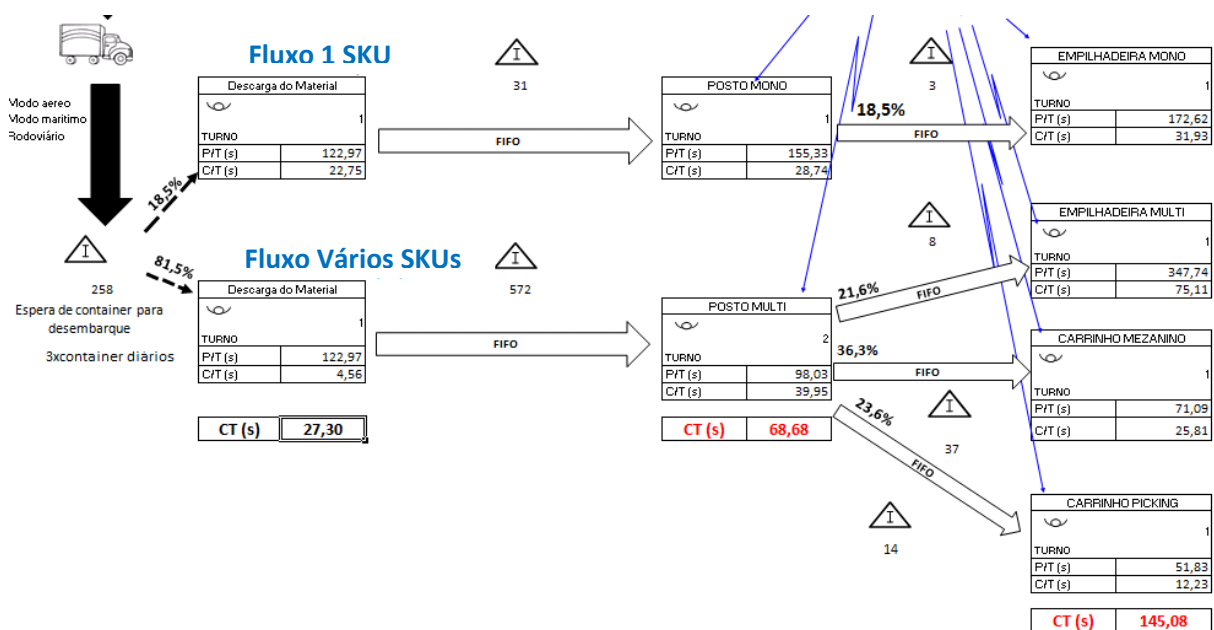 Modo aereo
Modo maritimo
Rodoviário
I
258
Espera de container para
desembarque
3xcontainer diários
18,5%
81,5%
Fluxo 1 SKU
Descarga do Material
1
TURNO
P/T (s) 122,97
C/T (s) 22,75
I
31
FIFO
POSTO MONO
1
TURNO
P/T (s) 155,33
C/T (s) 28,74
I
3
18,5%
FIFO
EMPILHADEIRA MONO
1
TURNO
P/T (s) 172,62
C/T (s) 31,93
Fluxo Vários SKUs
Descarga do Material
1
TURNO
P/T (s) 122,97
C/T (s) 4,56
CT (s) 27,30
I
572
FIFO
POSTO MULTI
2
TURNO
P/T (s) 98,03
C/T (s) 39,95
CT (s) 68,68
I
8
21,6%
FIFO
EMPILHADEIRA MULTI
1
TURNO
P/T (s) 347,74
C/T (s) 75,11
36,3%
FIFO
I
37
CARRINHO MEZANINO
1
TURNO
P/T (s) 71,09
C/T (s) 25,81
23,6%
FIFO
I
14
CARRINHO PICKING
1
TURNO
P/T (s) 51,83
C/T (s) 12,23
CT (s) 145,08